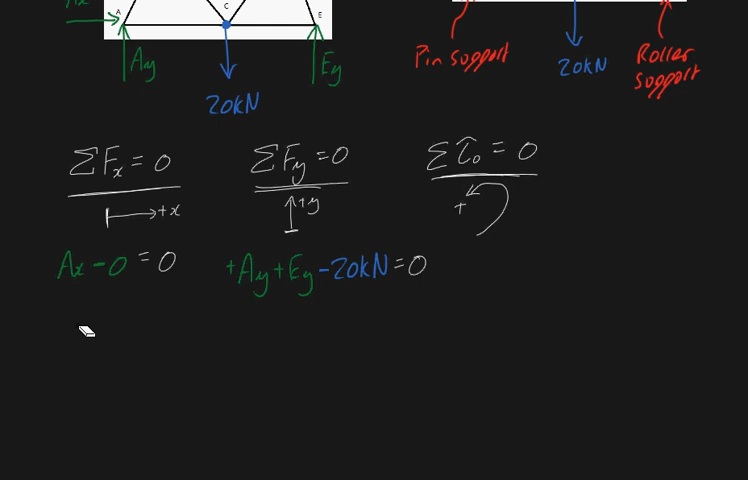 Ax
A
C
E
Ay
Ey
20kN
Pin support
20kN
Roller
support
ΣFx = 0
ΣFy = 0
Στo = 0
+x
+y
+
Ax - 0 = 0
+Ay + Ey - 20kN = 0